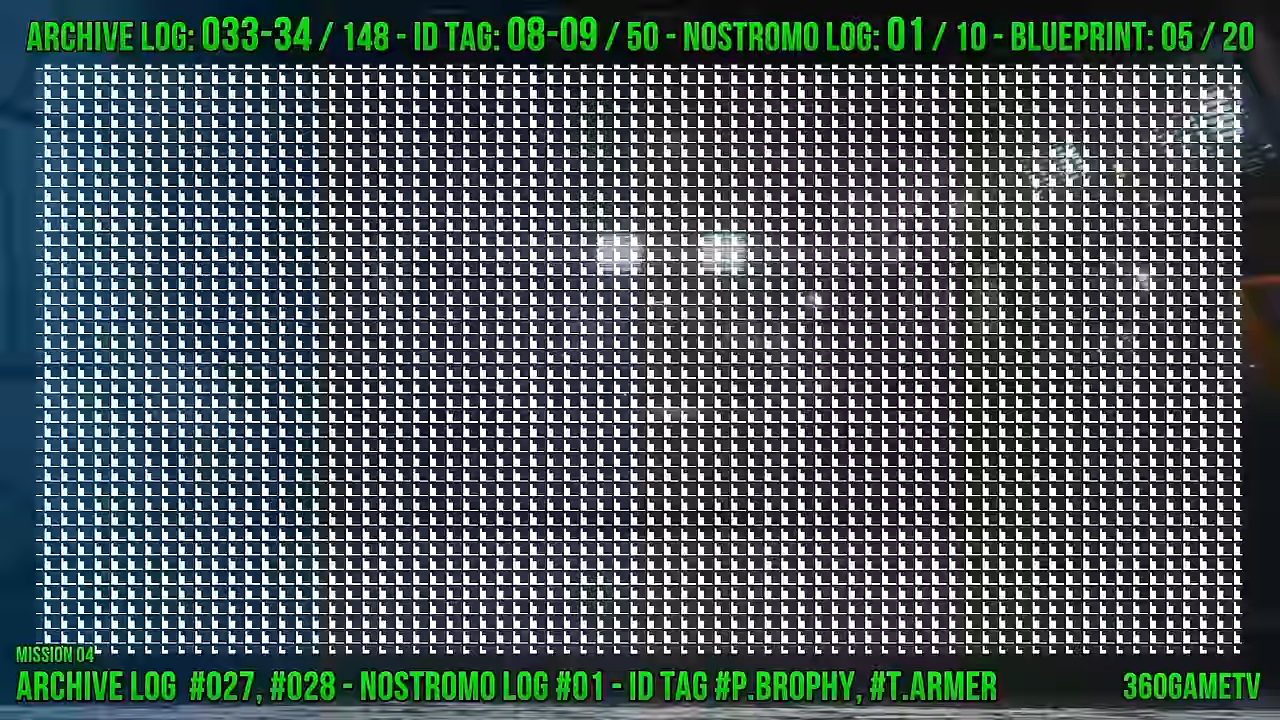 ARCHIVE LOG: 033-34 / 148 - ID TAG: 08-09 / 50 - NOSTROMO LOG: 01 / 10 - BLUEPRINT: 05 / 20
MISSION 04
ARCHIVE LOG #027, #028 - NOSTROMO LOG #01 - ID TAG #P.BROPHY, #T.ARMER
360GAMETV